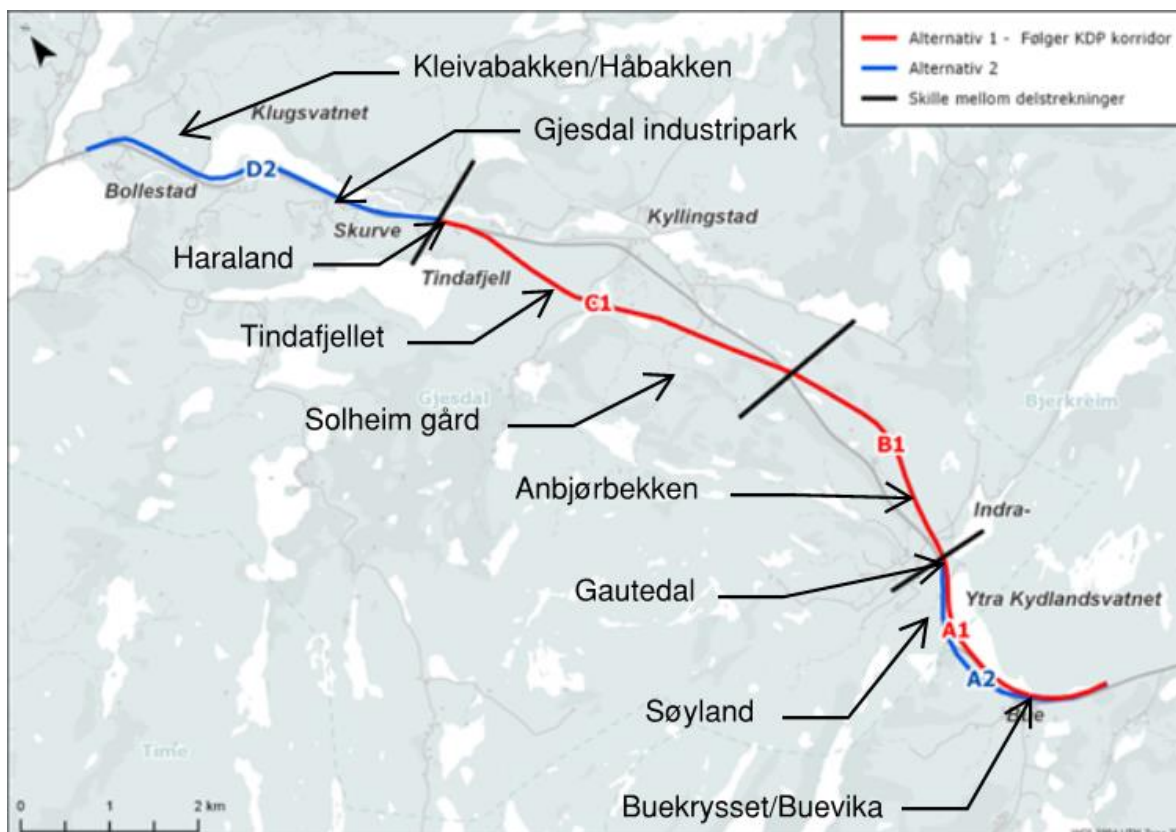 Alternativ 1 - Følger KDP korridor
Alternativ 2
Skille mellom delstrekninger
Kleivabakken/Håbakken
Klugsvatnet
Gjesdal industripark
D2
Bollestad
Kyllingstad
Skurve
Haraland
Tindafjell
C1
Tindafjellet
Gjesdal
Bjerkreim
Solheim gård
B1
Anbjørbekken
Indra-
Gautedal
Ytra Kydlandsvatnet
A1
A2
Søyland
Bue
Time
Buekrysset/Buevika
0 1 2 km